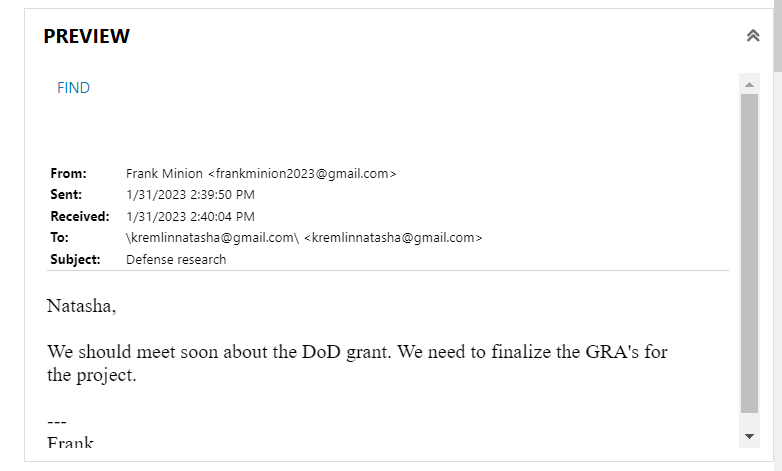 PREVIEW
FIND
From: Frank Minion <frankminion2023@gmail.com>
Sent: 1/31/2023 2:39:50 PM
Received: 1/31/2023 2:40:04 PM
To: \kremlinnatasha@gmail.com\ <kremlinnatasha@gmail.com>
Subject: Defense research
Natasha,
We should meet soon about the DoD grant. We need to finalize the GRA's for
the project.
---
Frank